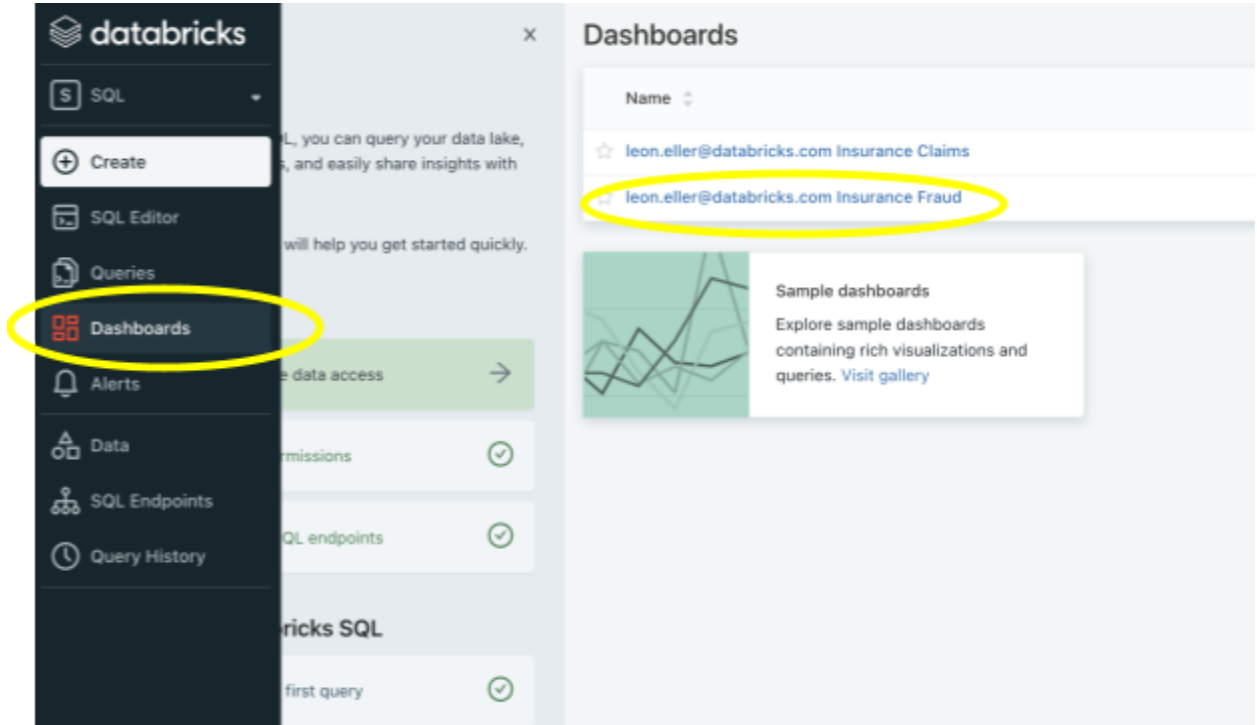 databricks
S SQL
Create
SQL Editor
Queries
Dashboards
Alerts
Data
SQL Endpoints
Query History
L, you can query your data lake,
s, and easily share insights with
will help you get started quickly.
e data access
rmissions
QL endpoints
ricks SQL
first query
Dashboards
Name
leon.eller@databricks.com Insurance Claims
leon.eller@databricks.com Insurance Fraud
Sample dashboards
Explore sample dashboards
containing rich visualizations and
queries. Visit gallery